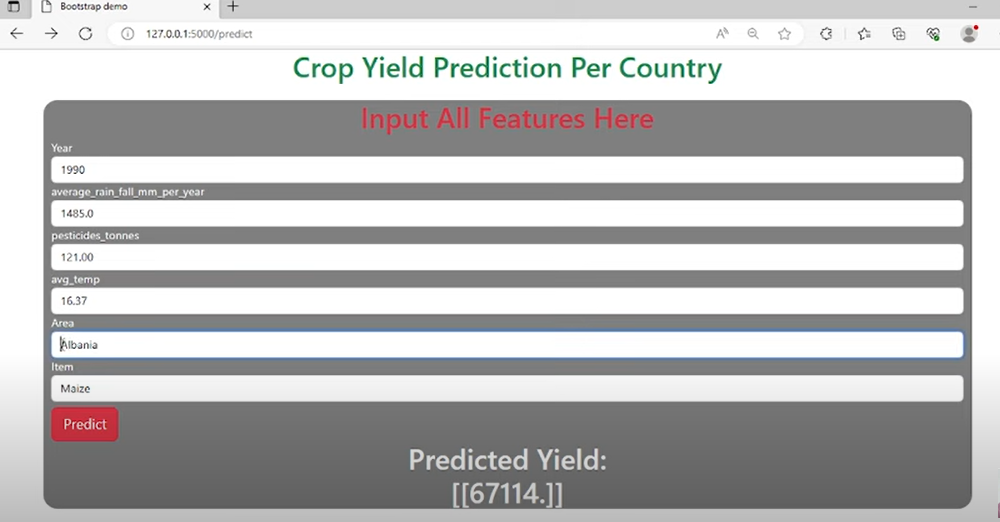 Bootstrap demo
127.0.0.1:5000/predict
Crop Yield Prediction Per Country
Input All Features Here
Year
1990
average_rain_fall_mm_per_year
1485.0
pesticides_tonnes
121.00
avg_temp
16.37
Area
Albania
Item
Maize
Predict
Predicted Yield:
[[67114.]]